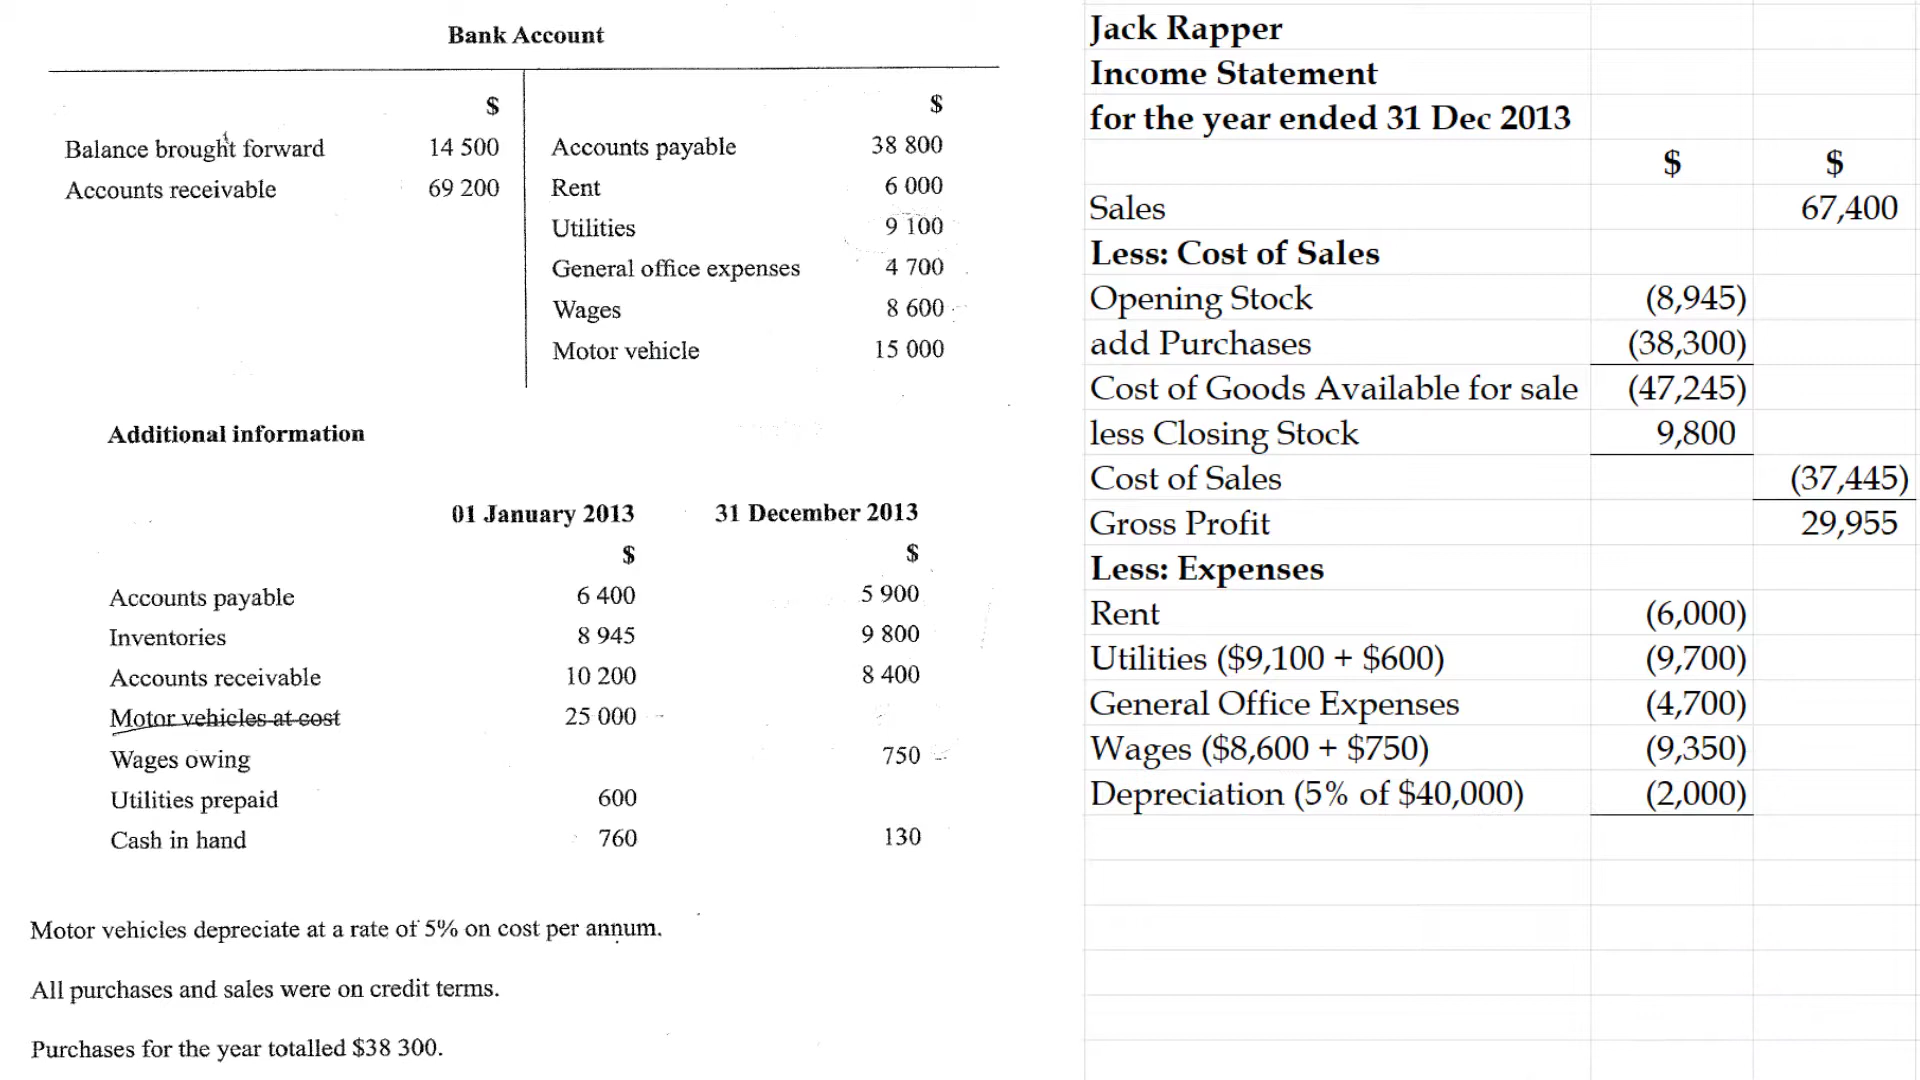 Bank Account
$ $
Balance brought forward 14 500 Accounts payable 38 800
Accounts receivable 69 200 Rent 6 000
Utilities 9 100
General office expenses 4 700
Wages 8 600
Motor vehicle 15 000
Additional information
01 January 2013 31 December 2013
$ $
Accounts payable 6 400 5 900
Inventories 8 945 9 800
Accounts receivable 10 200 8 400
Motor vehicles at cost 25 000
Wages owing 750
Utilities prepaid 600
Cash in hand 760 130
Motor vehicles depreciate at a rate of 5% on cost per annum.
All purchases and sales were on credit terms.
Purchases for the year totalled $38 300.
Jack Rapper
Income Statement
for the year ended 31 Dec 2013
$ $
Sales 67,400
Less: Cost of Sales
Opening Stock (8,945)
add Purchases (38,300)
Cost of Goods Available for sale (47,245)
less Closing Stock 9,800
Cost of Sales (37,445)
Gross Profit 29,955
Less: Expenses
Rent (6,000)
Utilities ($9,100 + $600) (9,700)
General Office Expenses (4,700)
Wages ($8,600 + $750) (9,350)
Depreciation (5% of $40,000) (2,000)